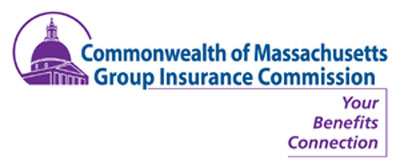 Commonwealth of Massachusetts
Group Insurance Commission
Your
Benefits
Connection